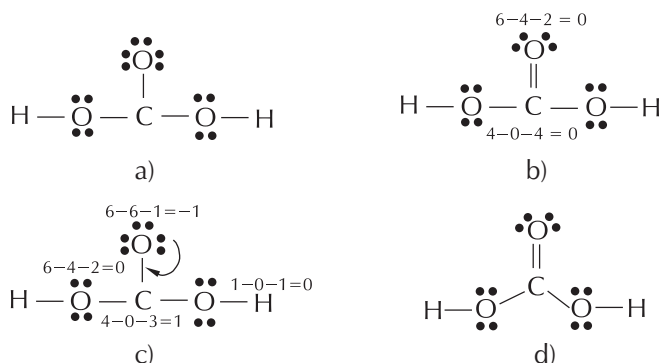 O
H — O — C — O — H
a)
6−4−2 = 0
O
H — O — C — O — H
4−0−4 = 0
b)
6−6−1=−1
O
6−4−2=0
1−0−1=0
H — O — C — O — H
4−0−3=1
c)
O
C
H — O O — H
d)